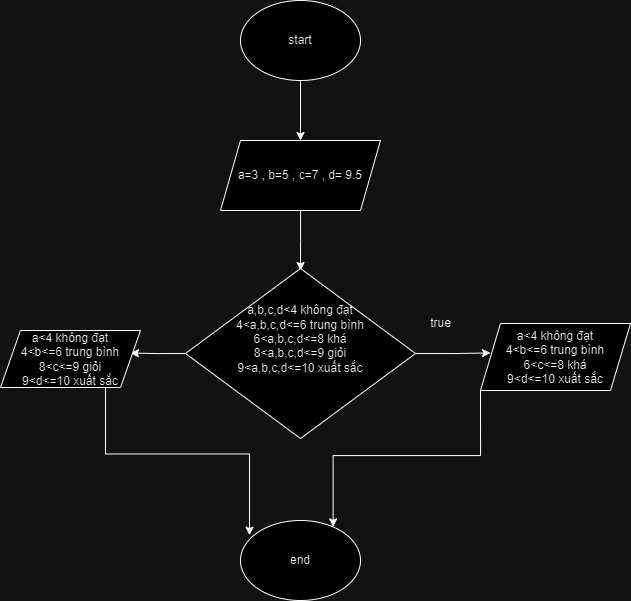 start
a=3 , b=5 , c=7 , d= 9.5
a,b,c,d<4 không đạt
4<a,b,c,d<=6 trung bình
6<a,b,c,d<=8 khá
8<a,b,c,d<=9 giỏi
9<a,b,c,d<=10 xuất sắc
true
a<4 không đạt
4<b<=6 trung bình
8<c<=9 giỏi
9<d<=10 xuất sắc
a<4 không đạt
4<b<=6 trung bình
6<c<=8 khá
9<d<=10 xuất sắc
end